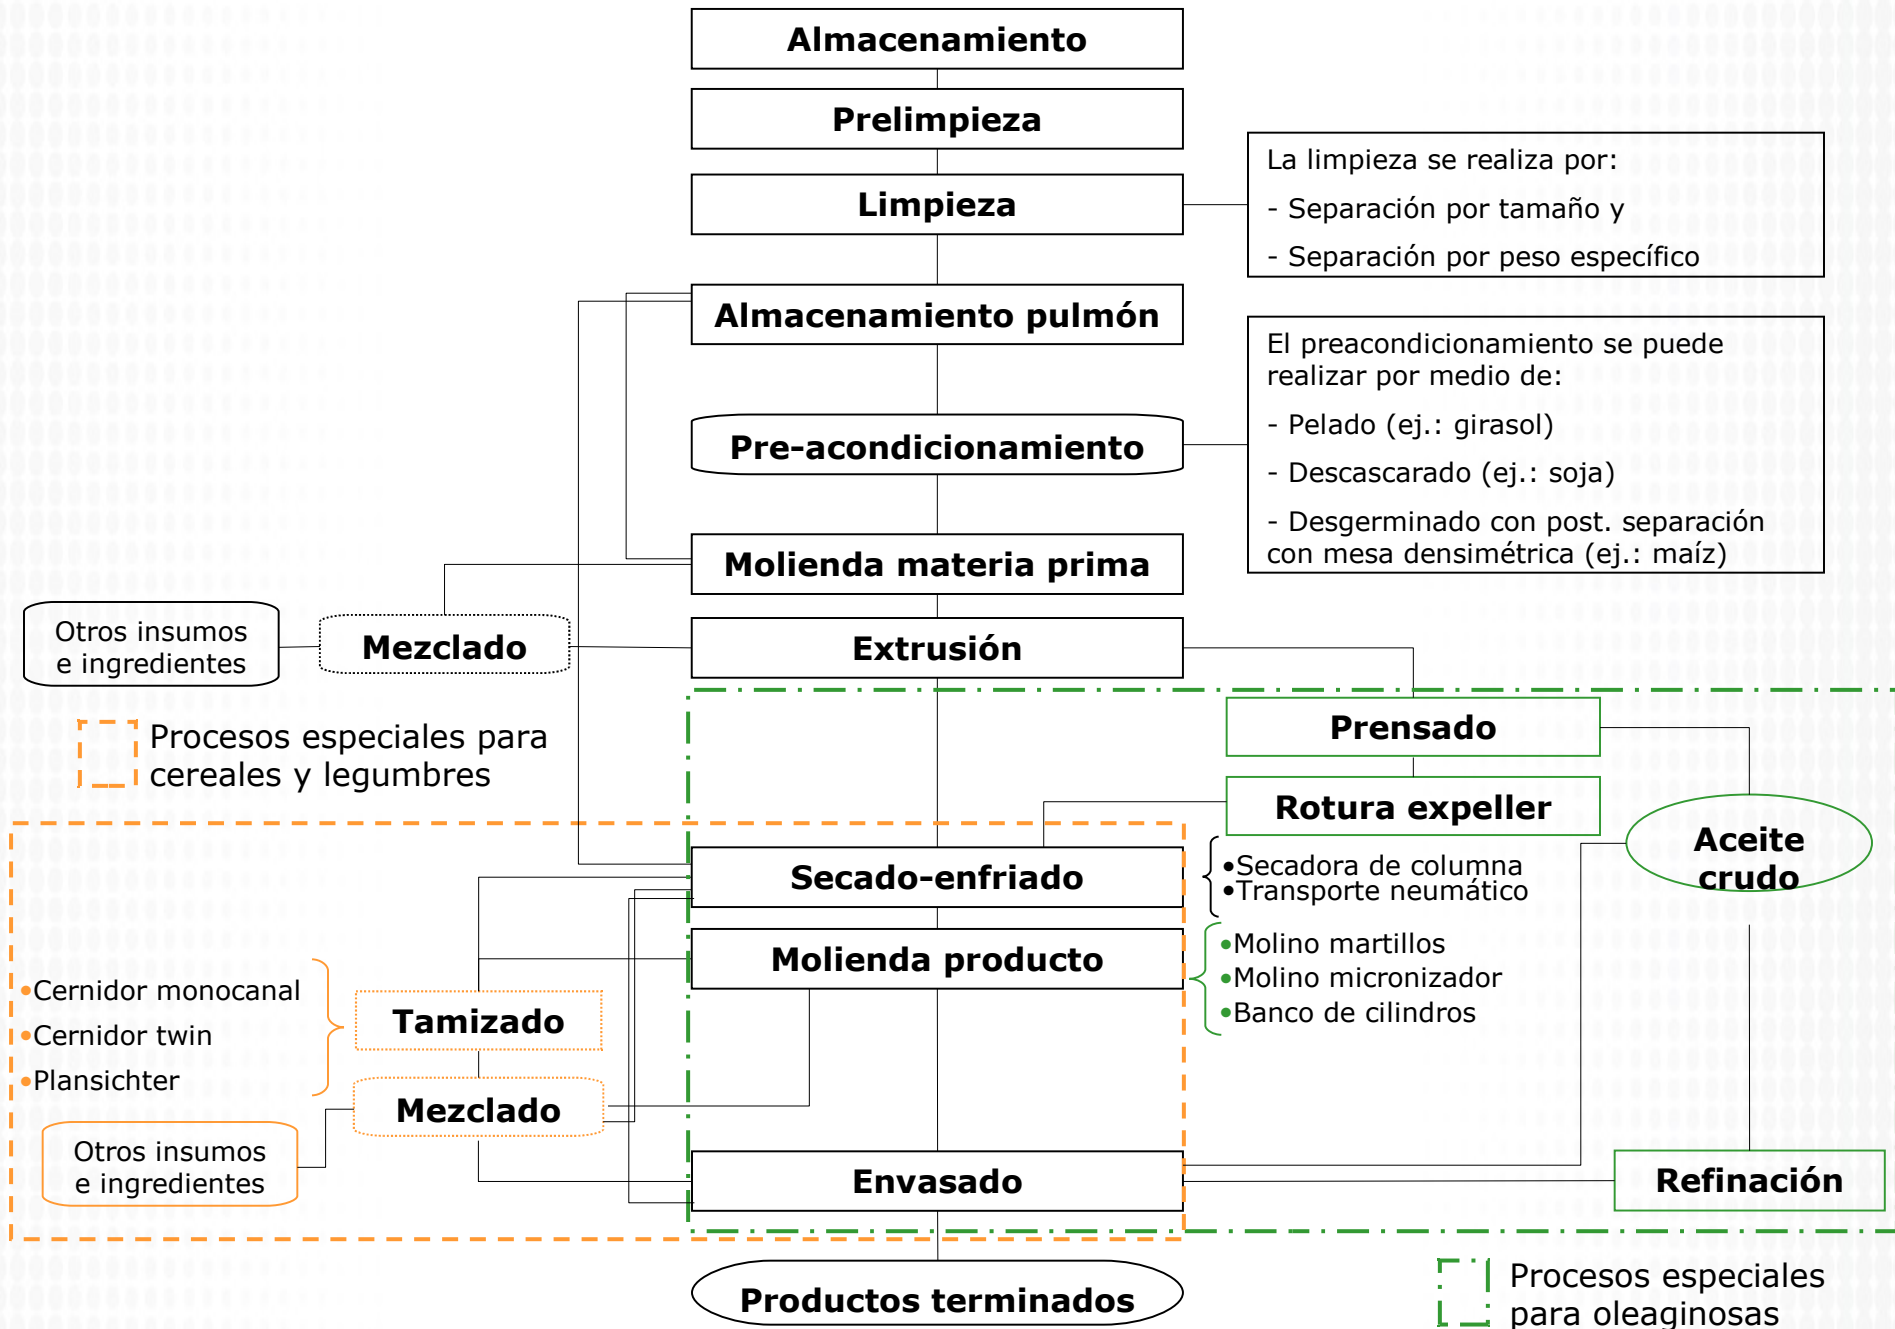 Almacenamiento
Prelimpieza
Limpieza
La limpieza se realiza por:
- Separación por tamaño y
- Separación por peso específico
Almacenamiento pulmón
El preacondicionamiento se puede
realizar por medio de:
- Pelado (ej.: girasol)
- Descascarado (ej.: soja)
- Desgerminado con post. separación
con mesa densimétrica (ej.: maíz)
Pre-acondicionamiento
Molienda materia prima
Otros insumos
e ingredientes
Mezclado
Extrusión
Procesos especiales para
cereales y legumbres
Prensado
Rotura expeller
Aceite
crudo
Secado-enfriado
•Secadora de columna
•Transporte neumático
Molienda producto
•Molino martillos
•Molino micronizador
•Banco de cilindros
•Cernidor monocanal
•Cernidor twin
•Plansichter
Tamizado
Mezclado
Otros insumos
e ingredientes
Envasado
Refinación
Productos terminados
Procesos especiales
para oleaginosas